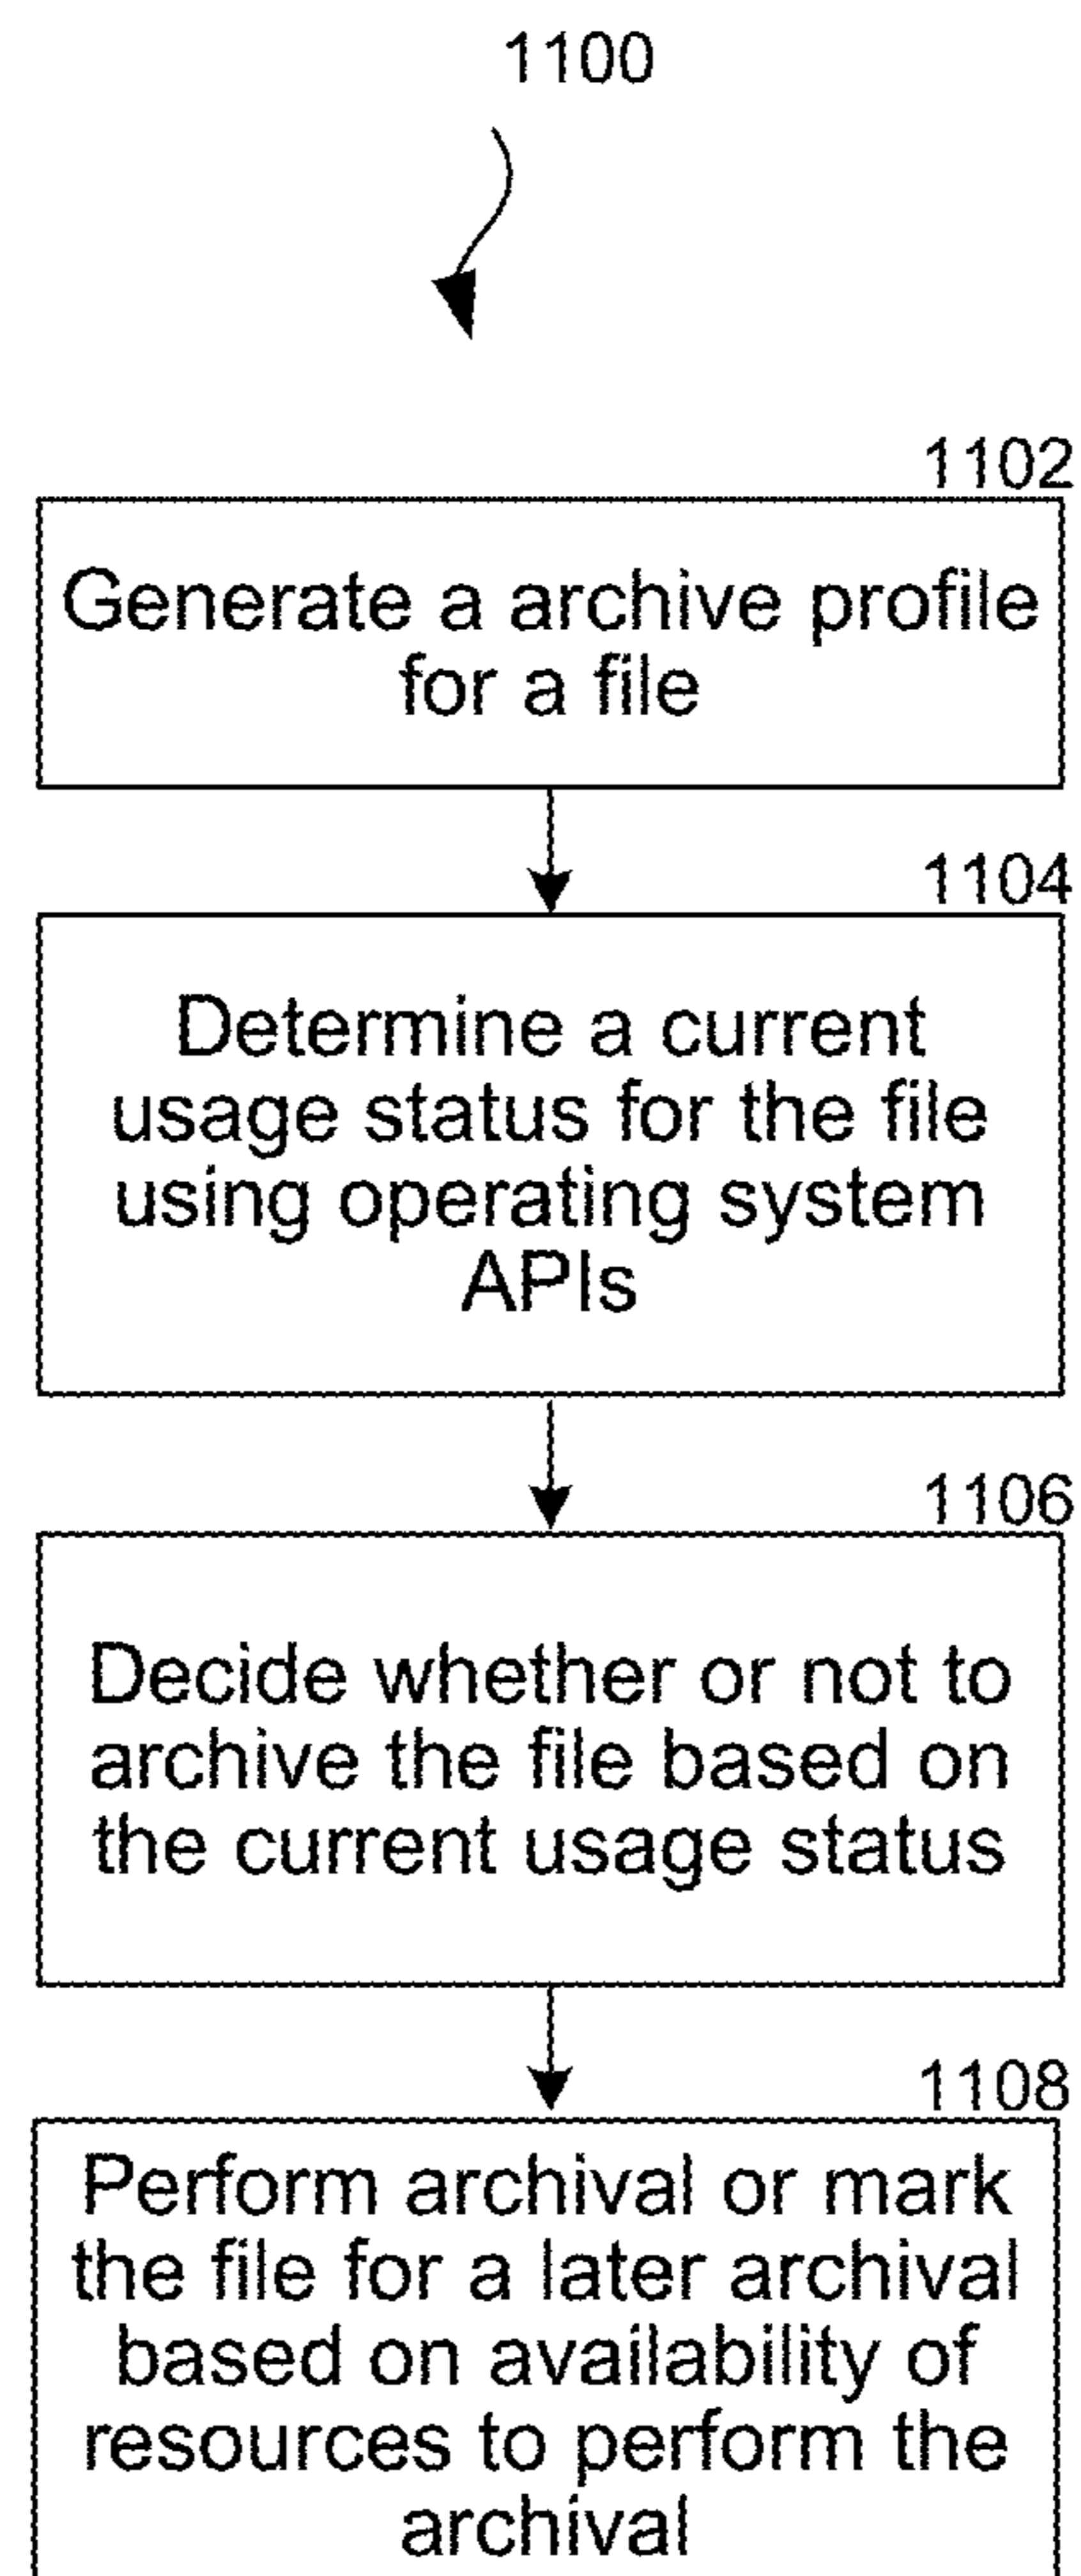 1100
1102
Generate a archive profile
for a file
1104
Determine a current
usage status for the file
using operating system
APIs
1106
Decide whether or not to
archive the file based on
the current usage status
1108
Perform archival or mark
the file for a later archival
based on availability of
resources to perform the
archival